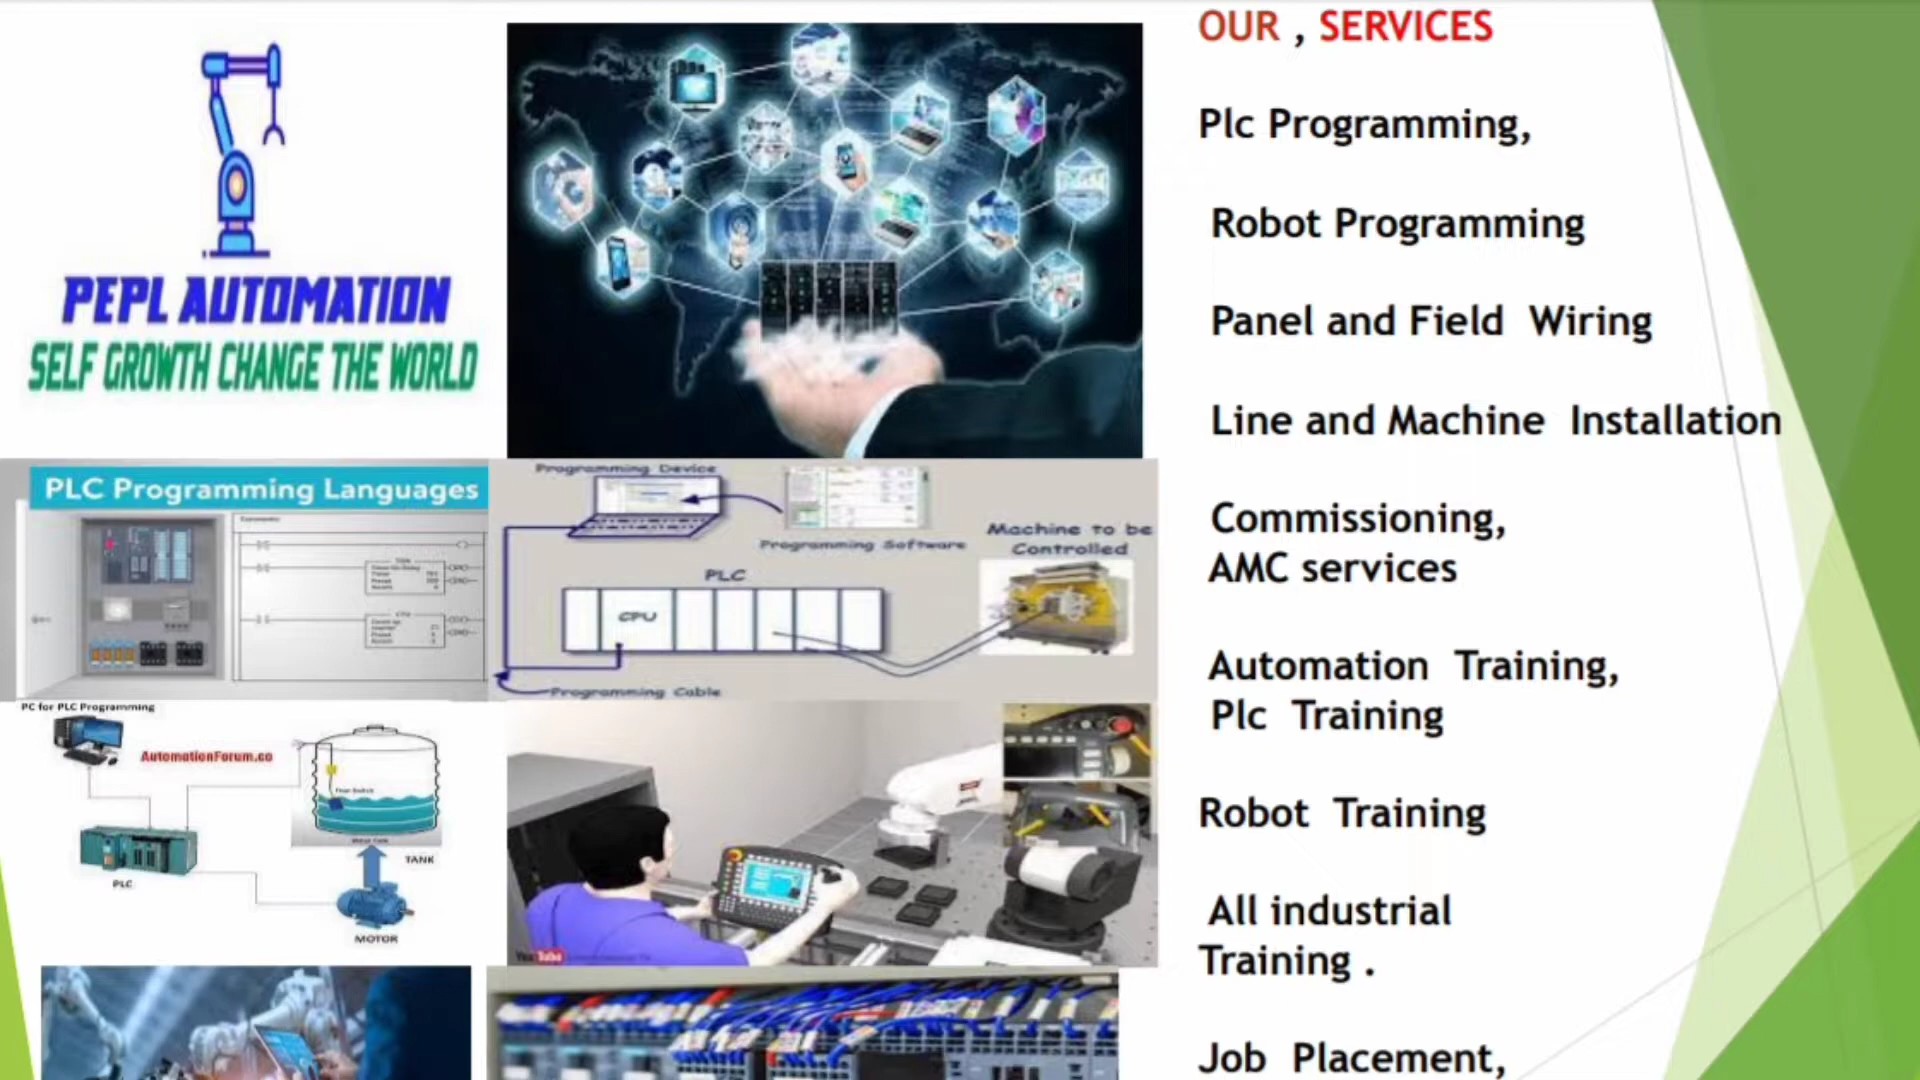 PEPL AUTOMATION
SELF GROWTH CHANGE THE WORLD
PLC Programming Languages
Programming Device
Programming Software
Machine to be
Controlled
PLC
CPU
Programming Cable
PC for PLC Programming
AutomationForum.co
PLC
TANK
MOTOR
You Tube
OUR , SERVICES
Plc Programming,
Robot Programming
Panel and Field Wiring
Line and Machine Installation
Commissioning,
AMC services
Automation Training,
Plc Training
Robot Training
All industrial
Training .
Job Placement,